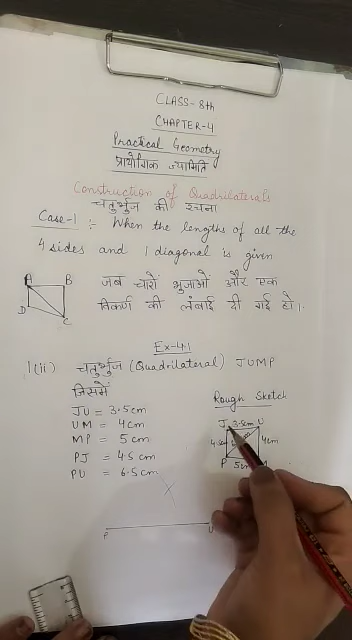 CLASS-8th
CHAPTER-4
Practical Geometry
प्रायोगिक ज्यामिति
Construction of Quadrilaterals
चतुर्भुज की रचना
Case-1 :- When the lengths of all the
4 sides and 1 diagonal is given
जब चारों भुजाओं और एक
विकर्ण की लंबाई दी गई हो।
A B
D
C
Ex-4.1
1(ii) चतुर्भुज (Quadrilateral) JUMP
जिसमें
JU = 3.5cm
UM = 4cm
MP = 5cm
PJ = 4.5cm
PU = 6.5cm
Rough Sketch
J 3.5cm U
4cm
P 5cm
P U